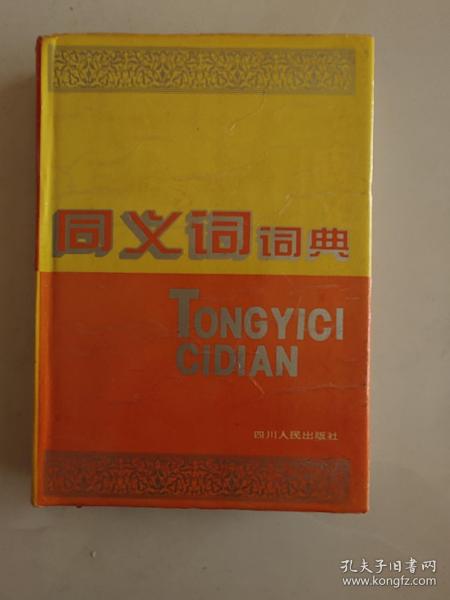 同义词词典
TONGYICI
CiDIAN
四川人民出版社
孔夫子旧书网
www.kongfz.com